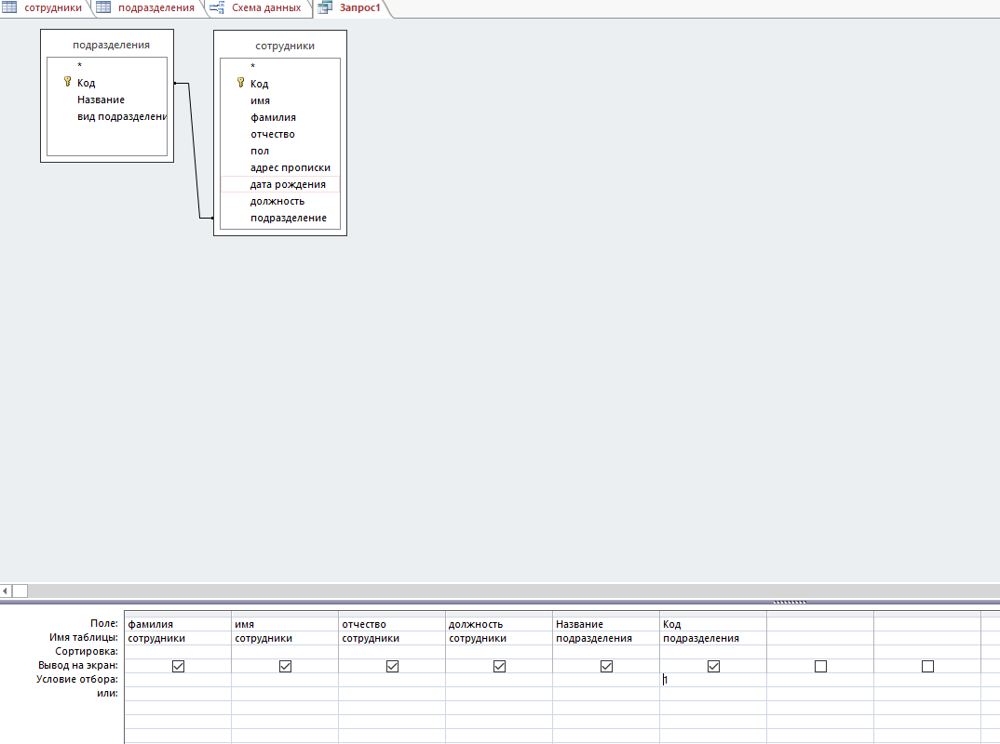 сотрудники подразделения Схема данных Запрос1
подразделения
*
Код
Название
вид подразделени
сотрудники
*
Код
имя
фамилия
отчество
пол
адрес прописки
дата рождения
должность
подразделение
Поле: фамилия имя отчество должность Название Код
Имя таблицы: сотрудники сотрудники сотрудники сотрудники подразделения подразделения
Сортировка:
Вывод на экран:
Условие отбора: 1
или: